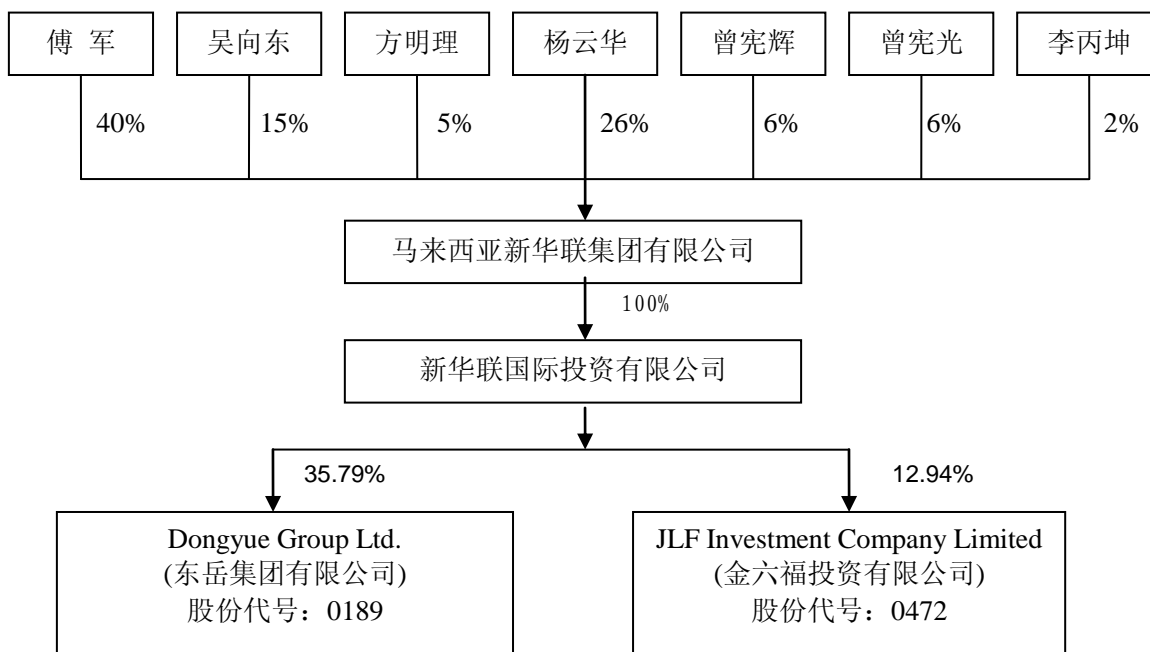 傅 军 吴向东 方明理 杨云华 曾宪辉 曾宪光 李丙坤
40% 15% 5% 26% 6% 6% 2%
马来西亚新华联集团有限公司
100%
新华联国际投资有限公司
35.79% 12.94%
Dongyue Group Ltd.
(东岳集团有限公司)
股份代号：0189
JLF Investment Company Limited
(金六福投资有限公司)
股份代号：0472